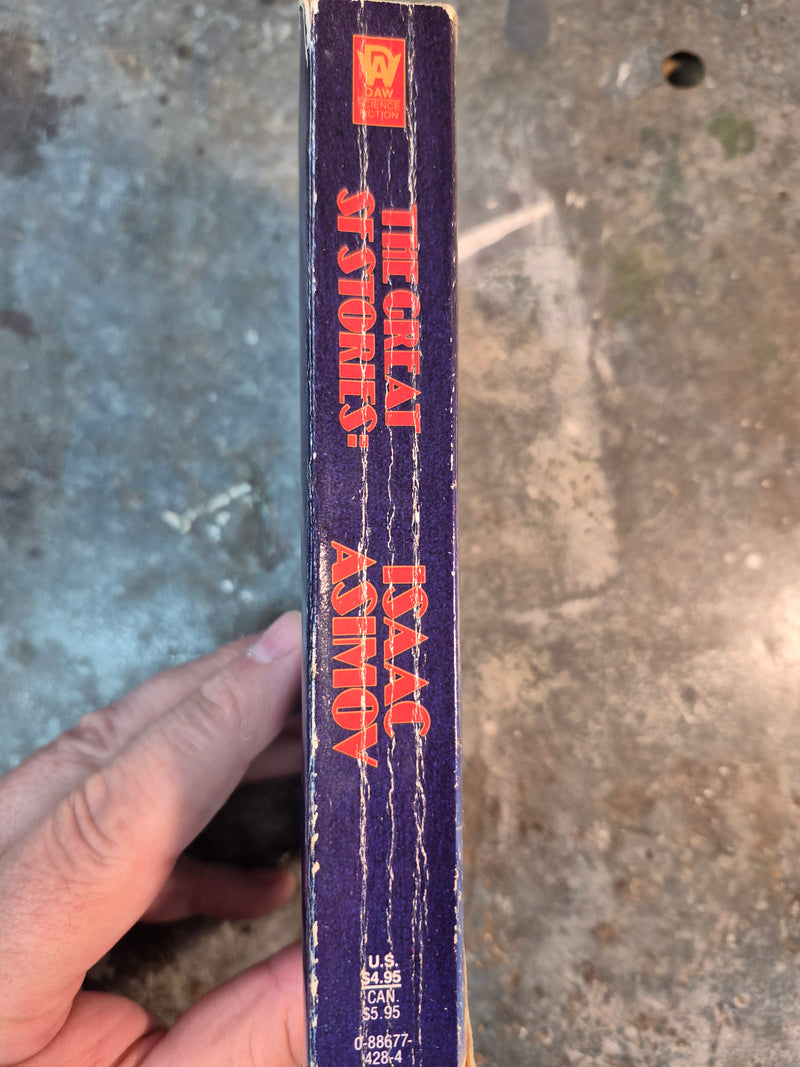 DAW
SCIENCE
FICTION
THE GREAT
SF STORIES:
ISAAC
ASIMOV
U.S.
$4.95
CAN.
$5.95
0-88677-
428-4